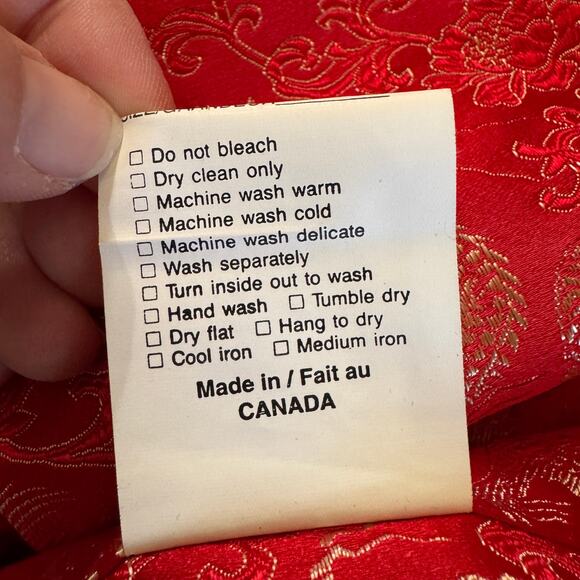 ☐ Do not bleach
☐ Dry clean only
☐ Machine wash warm
☐ Machine wash cold
☐ Machine wash delicate
☐ Wash separately
☐ Turn inside out to wash
☐ Hand wash ☐ Tumble dry
☐ Dry flat ☐ Hang to dry
☐ Cool iron ☐ Medium iron
Made in / Fait au
CANADA